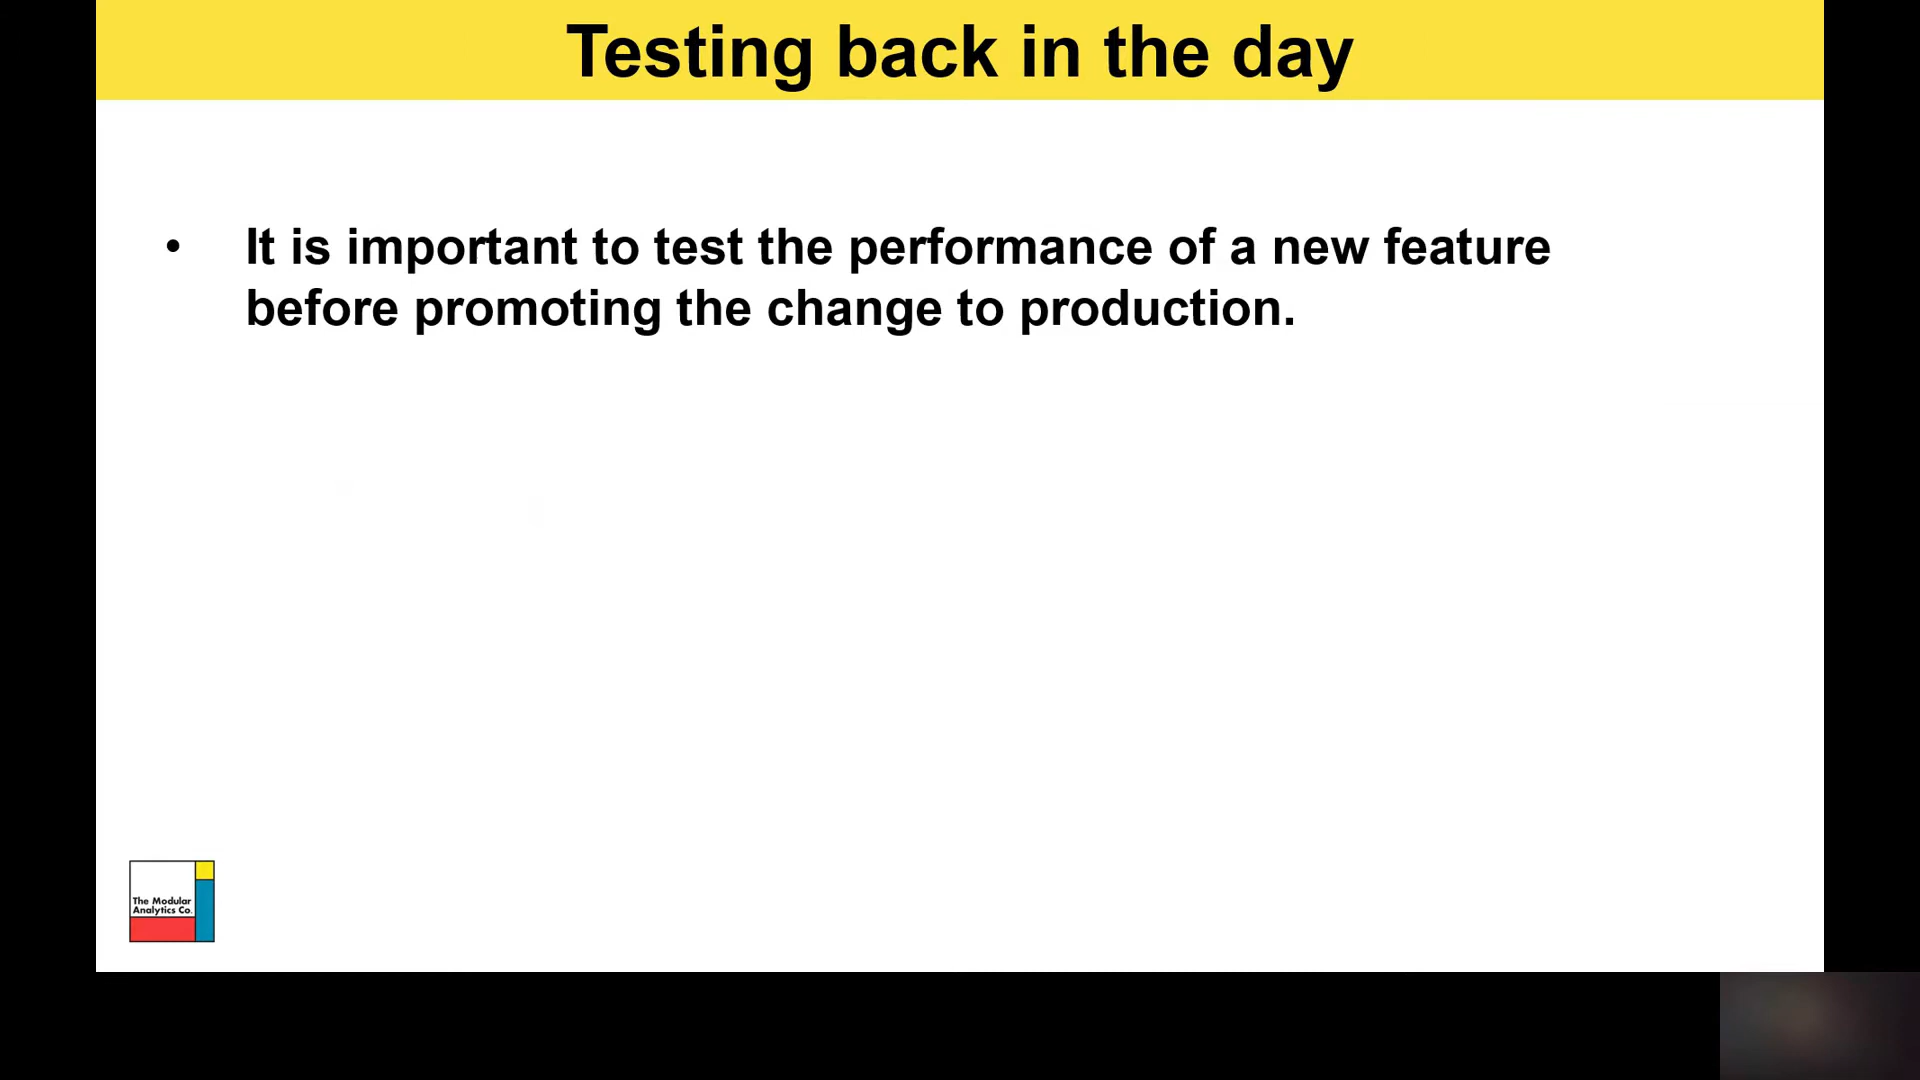 Testing back in the day
• It is important to test the performance of a new feature
before promoting the change to production.
The Modular
Analytics Co.